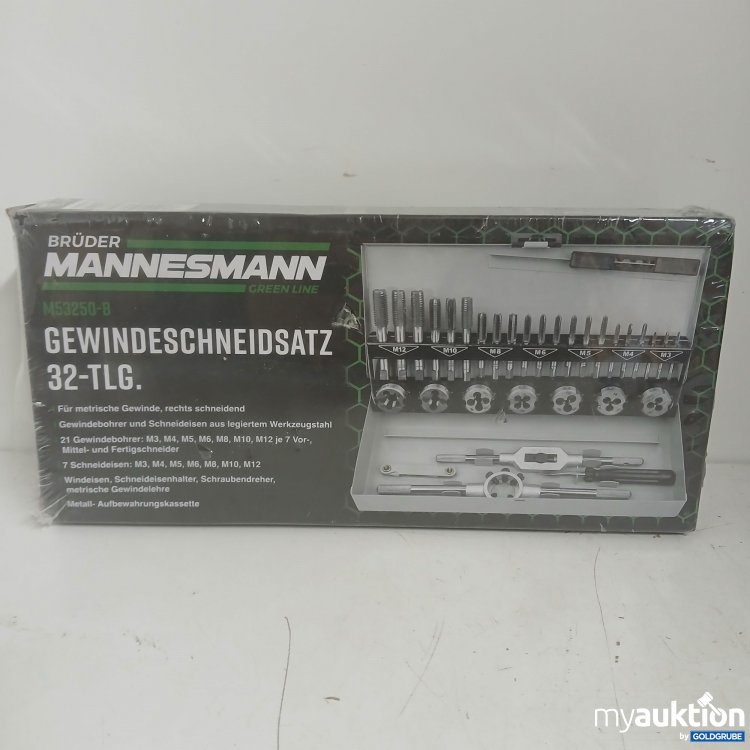 BRÜDER
MANNESMANN
GREEN LINE
M53250-B
GEWINDESCHNEIDSATZ
32-TLG.
Für metrische Gewinde, rechts schneidend
Gewindebohrer und Schneideisen aus legiertem Werkzeugstahl
21 Gewindebohrer: M3, M4, M5, M6, M8, M10, M12 je 7 Vor-,
Mittel- und Fertigschneider
7 Schneideisen: M3, M4, M5, M6, M8, M10, M12
Windeisen, Schneideisenhalter, Schraubendreher,
metrische Gewindelehre
Metall- Aufbewahrungskassette
M12 M10 M8 M6 M5 M4 M3
myauktion
by GOLDGRUBE